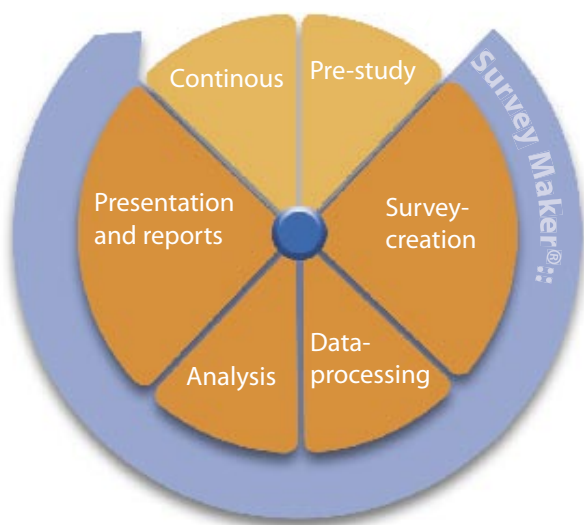 Continous
Pre-study
Survey Maker®::
Presentation
and reports
Survey-
creation
Analysis
Data-
processing